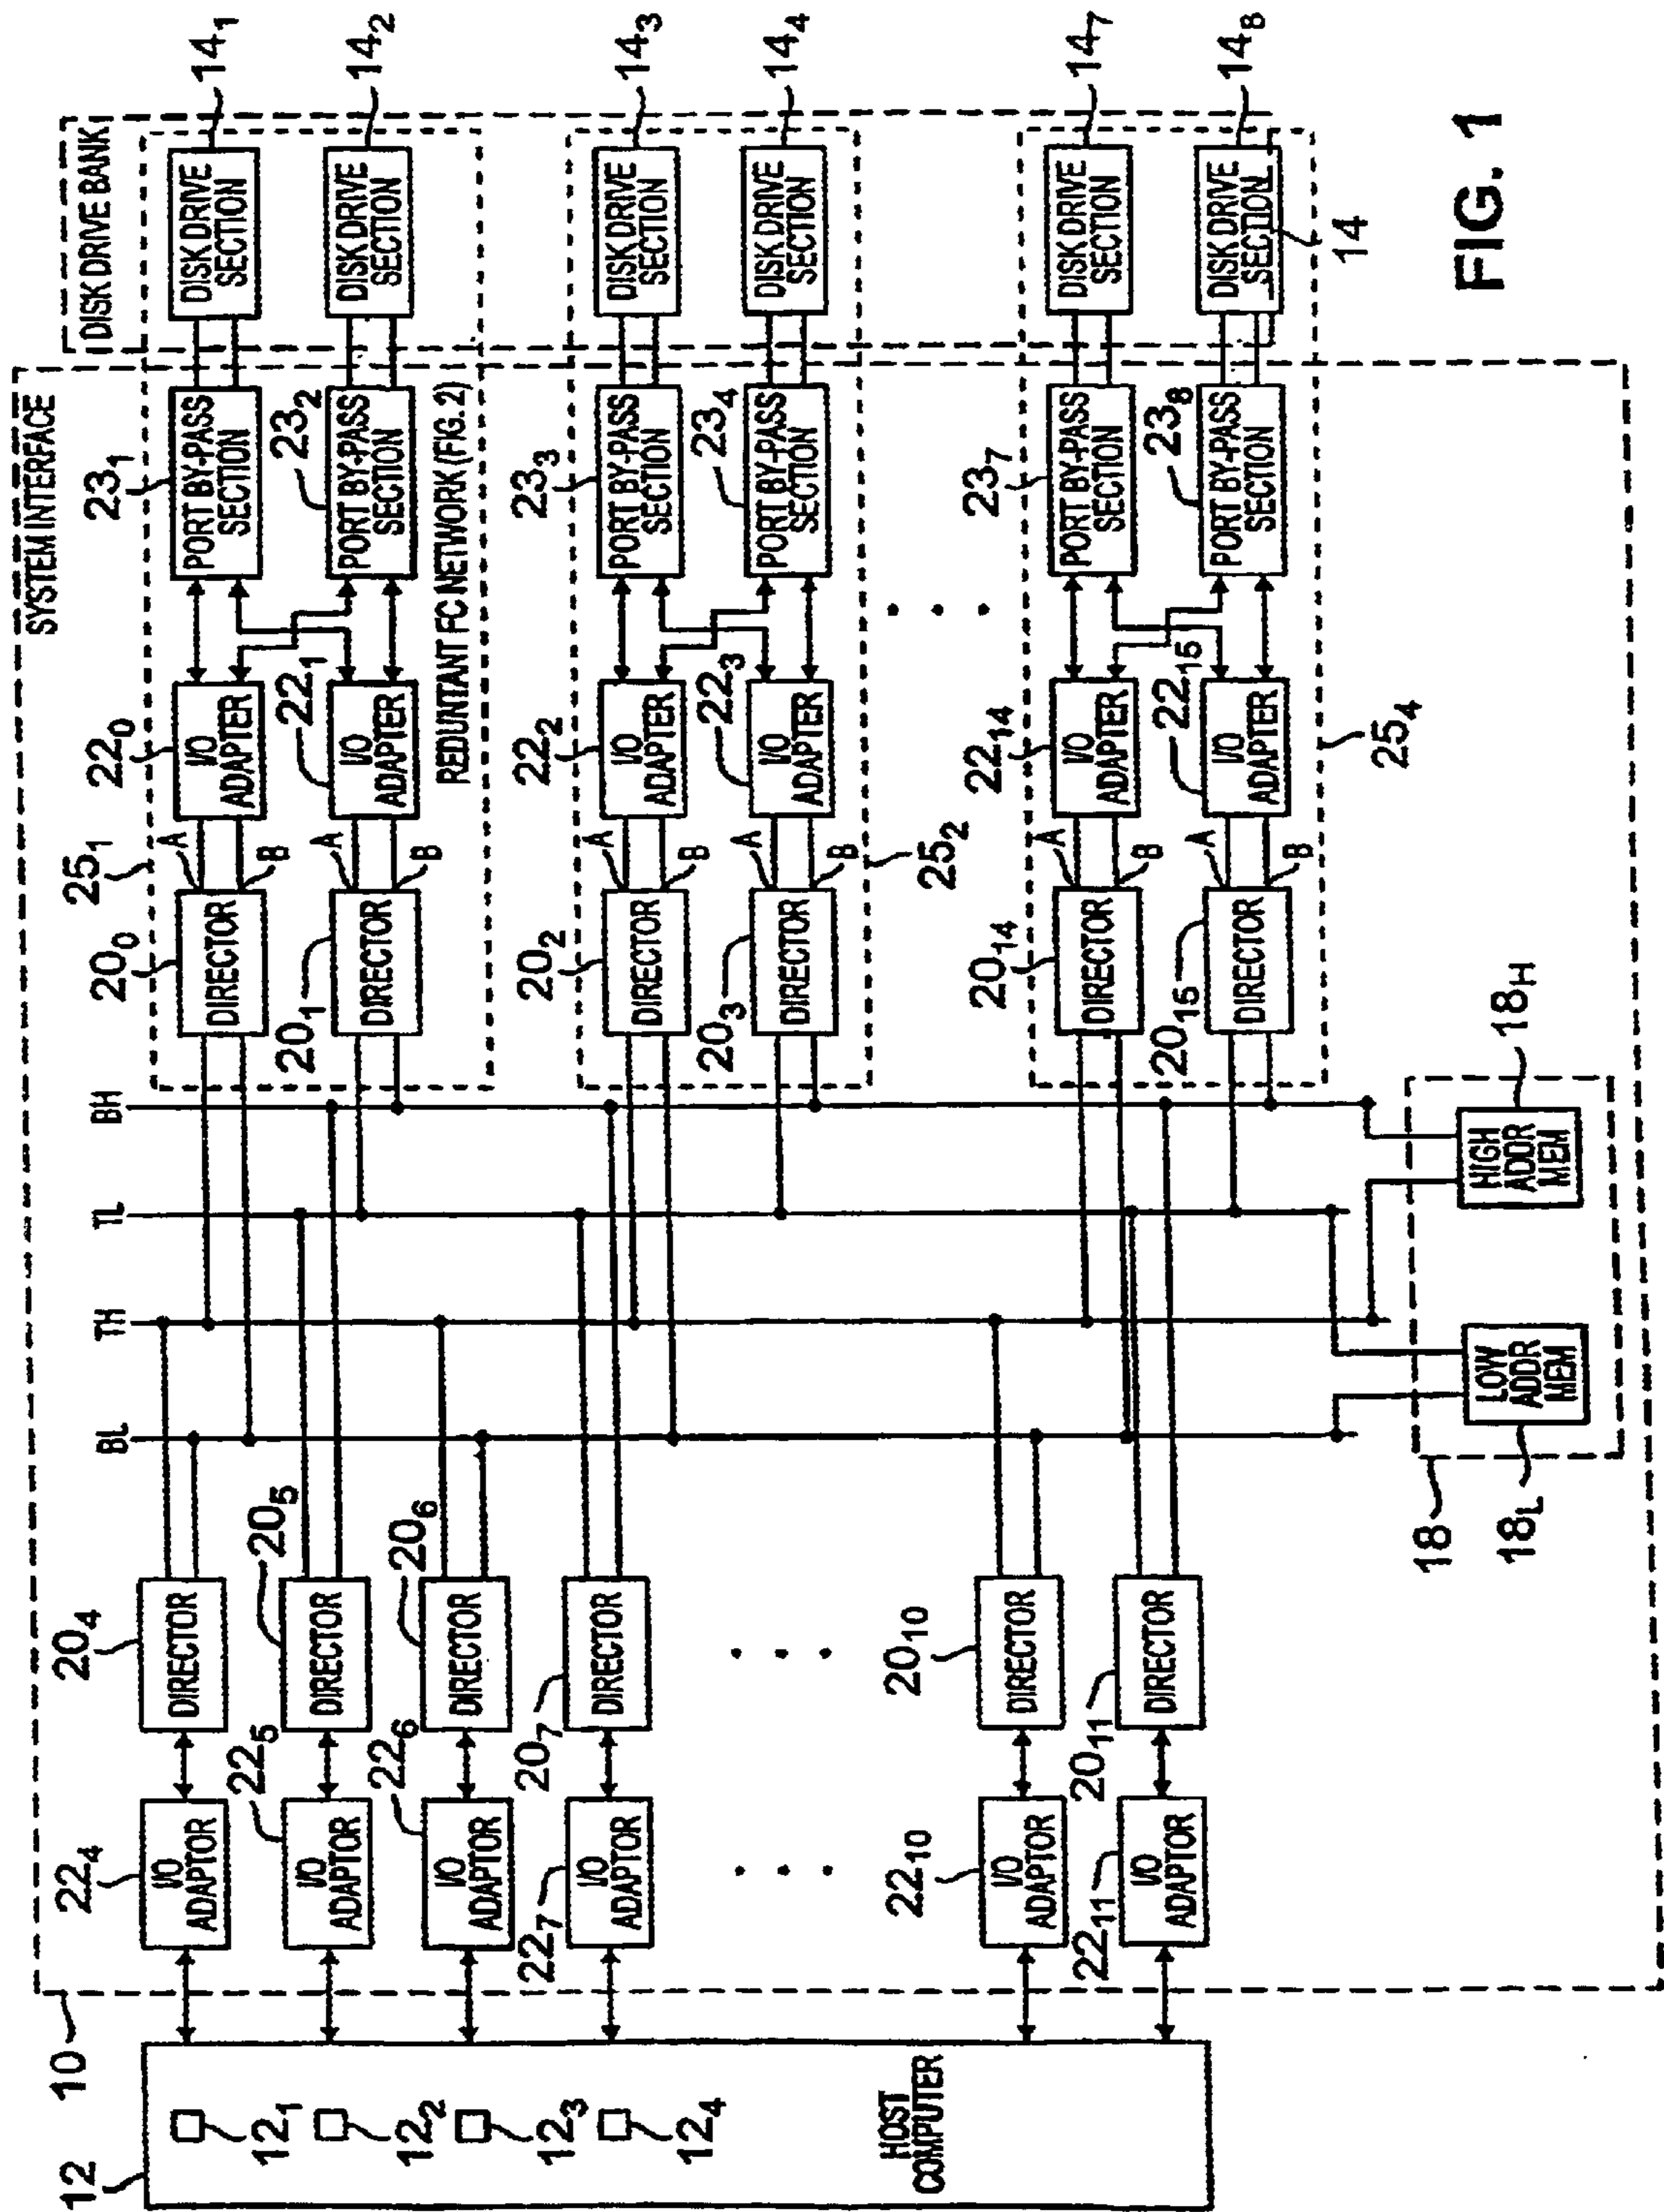 SYSTEM INTERFACE
DISK DRIVE BANK
12
10
12₁
12₂
12₃
12₄
HOST
COMPUTER
22₄
I/O
ADAPTOR
20₄
DIRECTOR
22₅
I/O
ADAPTOR
20₅
DIRECTOR
22₆
I/O
ADAPTOR
20₆
DIRECTOR
22₇
I/O
ADAPTOR
20₇
DIRECTOR
22₁₀
I/O
ADAPTOR
20₁₀
DIRECTOR
22₁₁
I/O
ADAPTOR
20₁₁
DIRECTOR
BL
TH
TL
BH
18
18L
LOW
ADDR
MEM
18H
HIGH
ADDR
MEM
25₁
20₀
DIRECTOR
A
B
22₀
I/O
ADAPTER
23₁
PORT BY-PASS
SECTION
DISK DRIVE
SECTION
14₁
20₁
DIRECTOR
A
B
22₁
I/O
ADAPTER
23₂
PORT BY-PASS
SECTION
DISK DRIVE
SECTION
14₂
REDUNTANT FC NETWORK (FIG. 2)
20₂
DIRECTOR
A
B
22₂
I/O
ADAPTER
23₃
PORT BY-PASS
SECTION
DISK DRIVE
SECTION
14₃
20₃
DIRECTOR
A
B
22₃
I/O
ADAPTER
23₄
PORT BY-PASS
SECTION
DISK DRIVE
SECTION
14₄
25₂
20₁₄
DIRECTOR
A
B
22₁₄
I/O
ADAPTER
23₇
PORT BY-PASS
SECTION
DISK DRIVE
SECTION
14₇
20₁₅
DIRECTOR
A
B
22₁₅
I/O
ADAPTER
23₈
PORT BY-PASS
SECTION
DISK DRIVE
SECTION
14₈
25₄
14
FIG. 1